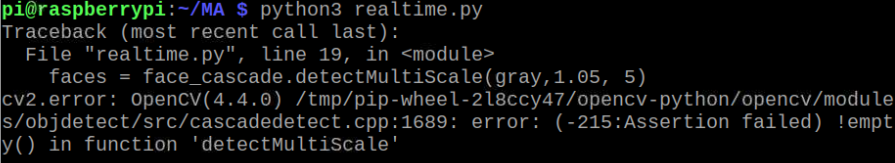 pi@raspberrypi:~/MA $ python3 realtime.py
Traceback (most recent call last):
  File "realtime.py", line 19, in <module>
    faces = face_cascade.detectMultiScale(gray,1.05, 5)
cv2.error: OpenCV(4.4.0) /tmp/pip-wheel-2l8ccy47/opencv-python/opencv/module
s/objdetect/src/cascadedetect.cpp:1689: error: (-215:Assertion failed) !empt
y() in function 'detectMultiScale'